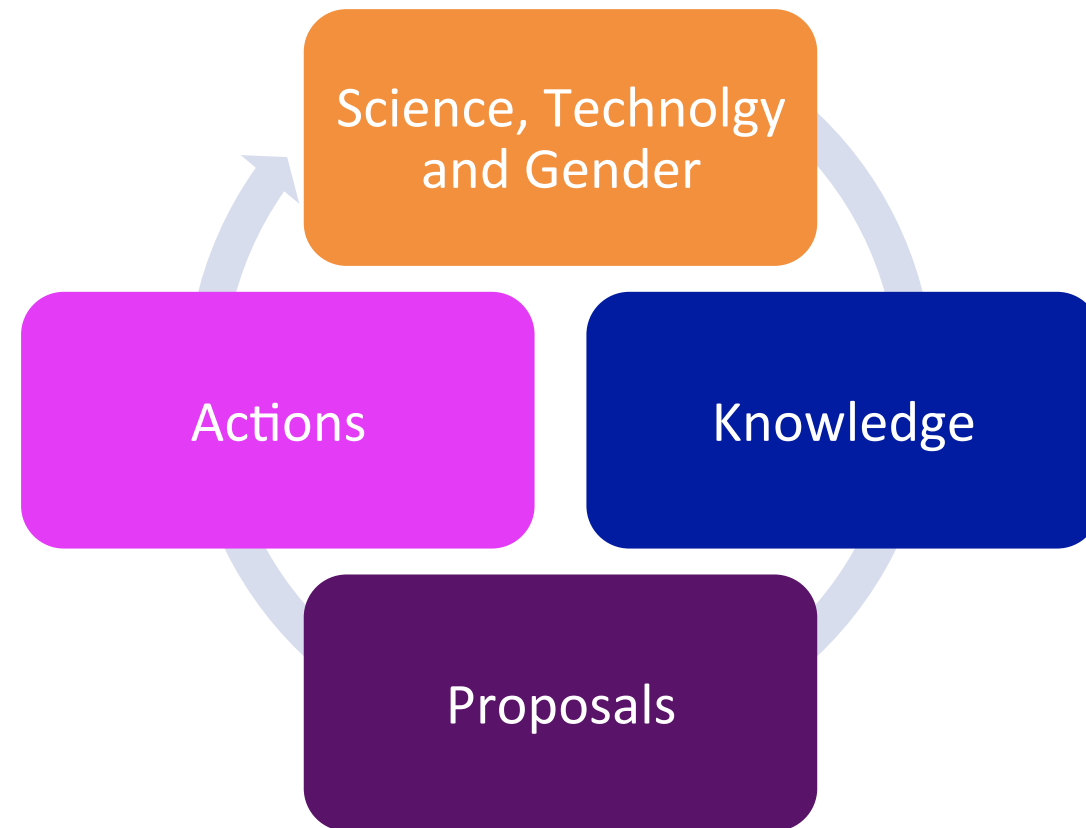 Science, Technolgy
and Gender
Actions
Knowledge
Proposals